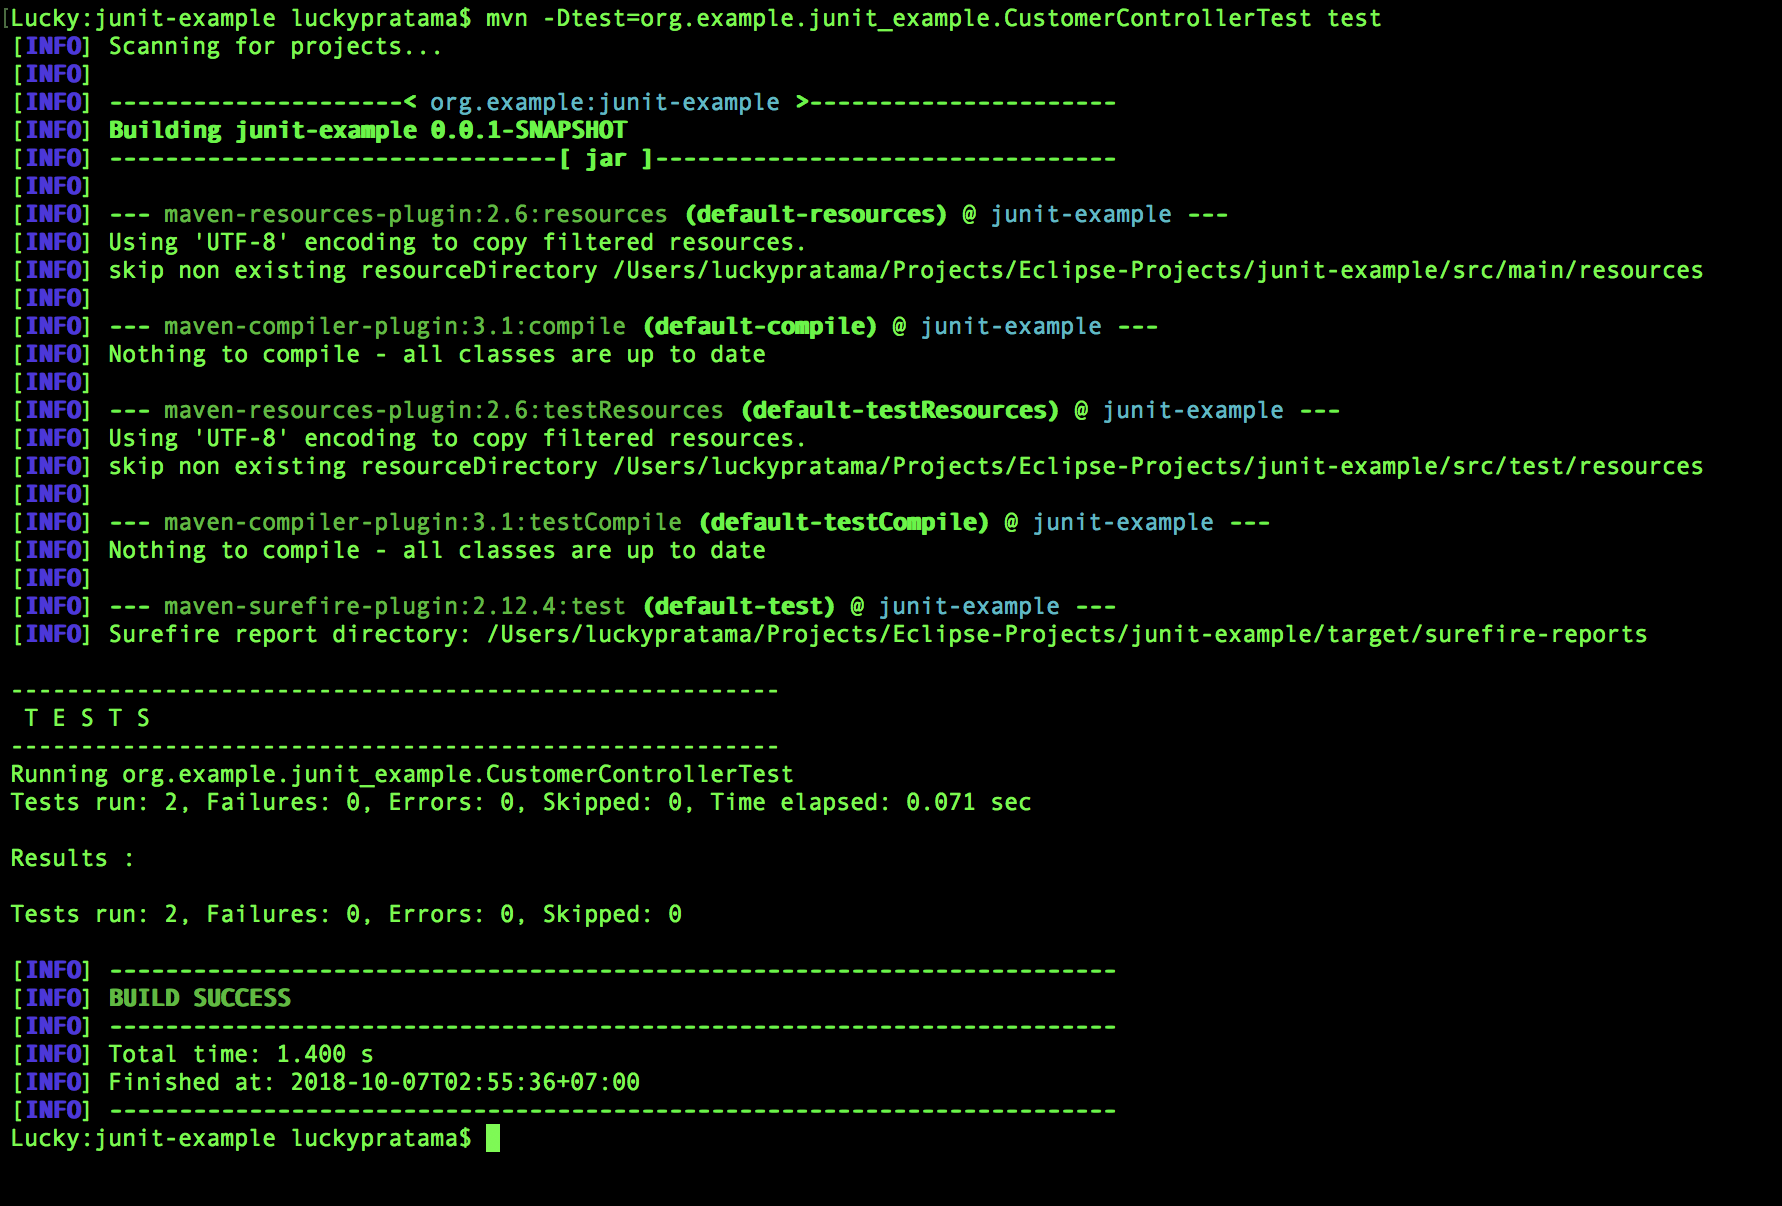 [Lucky:junit-example luckypratama$ mvn -Dtest=org.example.junit_example.CustomerControllerTest test
[INFO] Scanning for projects...
[INFO]
[INFO] ---------------------< org.example:junit-example >----------------------
[INFO] Building junit-example 0.0.1-SNAPSHOT
[INFO] --------------------------------[ jar ]---------------------------------
[INFO]
[INFO] --- maven-resources-plugin:2.6:resources (default-resources) @ junit-example ---
[INFO] Using 'UTF-8' encoding to copy filtered resources.
[INFO] skip non existing resourceDirectory /Users/luckypratama/Projects/Eclipse-Projects/junit-example/src/main/resources
[INFO]
[INFO] --- maven-compiler-plugin:3.1:compile (default-compile) @ junit-example ---
[INFO] Nothing to compile - all classes are up to date
[INFO]
[INFO] --- maven-resources-plugin:2.6:testResources (default-testResources) @ junit-example ---
[INFO] Using 'UTF-8' encoding to copy filtered resources.
[INFO] skip non existing resourceDirectory /Users/luckypratama/Projects/Eclipse-Projects/junit-example/src/test/resources
[INFO]
[INFO] --- maven-compiler-plugin:3.1:testCompile (default-testCompile) @ junit-example ---
[INFO] Nothing to compile - all classes are up to date
[INFO]
[INFO] --- maven-surefire-plugin:2.12.4:test (default-test) @ junit-example ---
[INFO] Surefire report directory: /Users/luckypratama/Projects/Eclipse-Projects/junit-example/target/surefire-reports
-------------------------------------------------------
 T E S T S
-------------------------------------------------------
Running org.example.junit_example.CustomerControllerTest
Tests run: 2, Failures: 0, Errors: 0, Skipped: 0, Time elapsed: 0.071 sec
Results :
Tests run: 2, Failures: 0, Errors: 0, Skipped: 0
[INFO] ------------------------------------------------------------------------
[INFO] BUILD SUCCESS
[INFO] ------------------------------------------------------------------------
[INFO] Total time: 1.400 s
[INFO] Finished at: 2018-10-07T02:55:36+07:00
[INFO] ------------------------------------------------------------------------
Lucky:junit-example luckypratama$